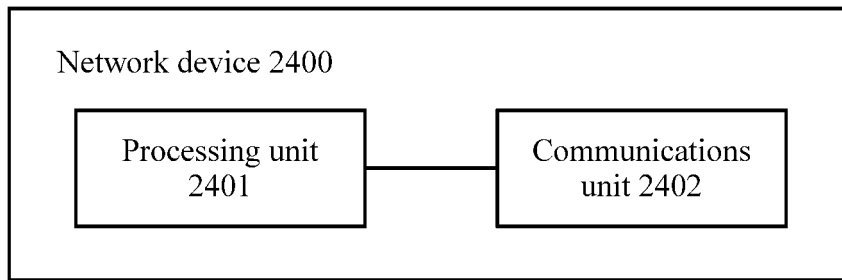 Network device 2400
Processing unit
2401
Communications
unit 2402